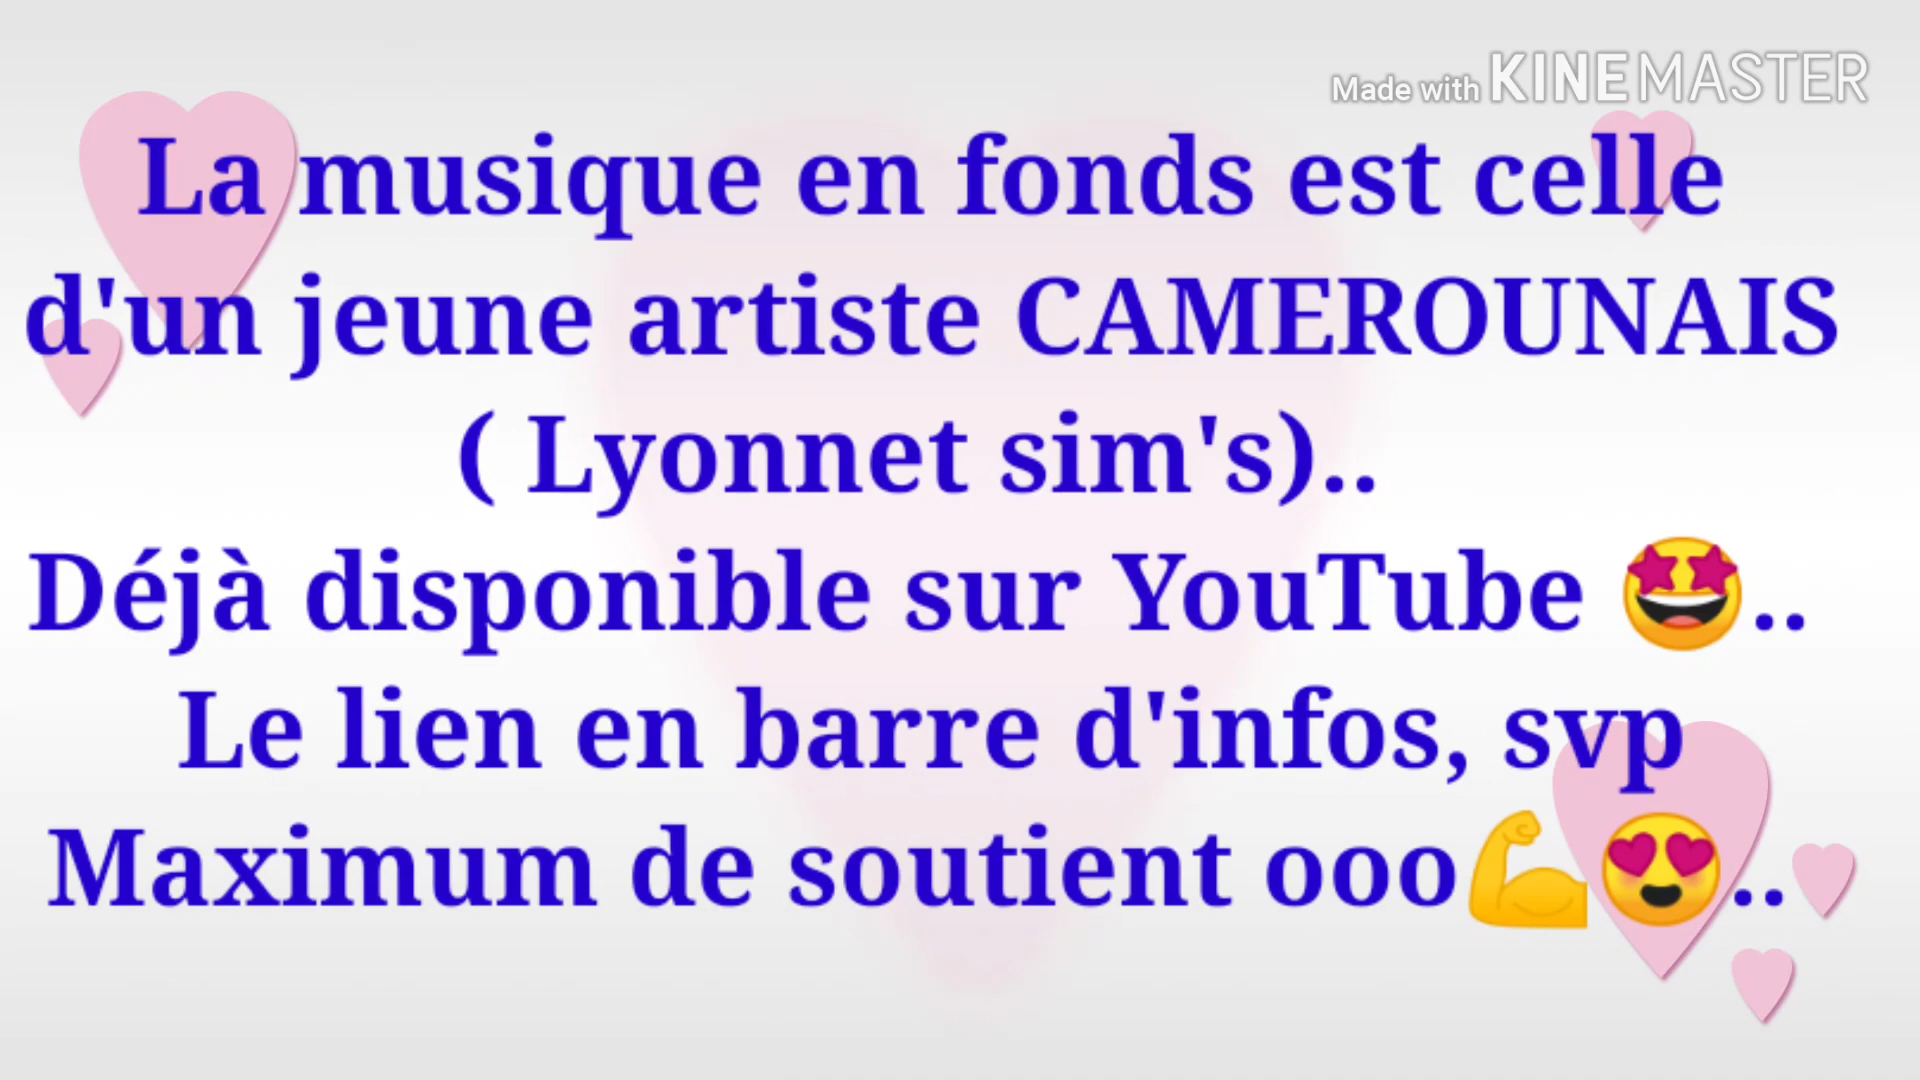 Made with KINEMASTER
La musique en fonds est celle
d'un jeune artiste CAMEROUNAIS
( Lyonnet sim's)..
Déjà disponible sur YouTube 🤩..
Le lien en barre d'infos, svp
Maximum de soutient ooo💪😍..